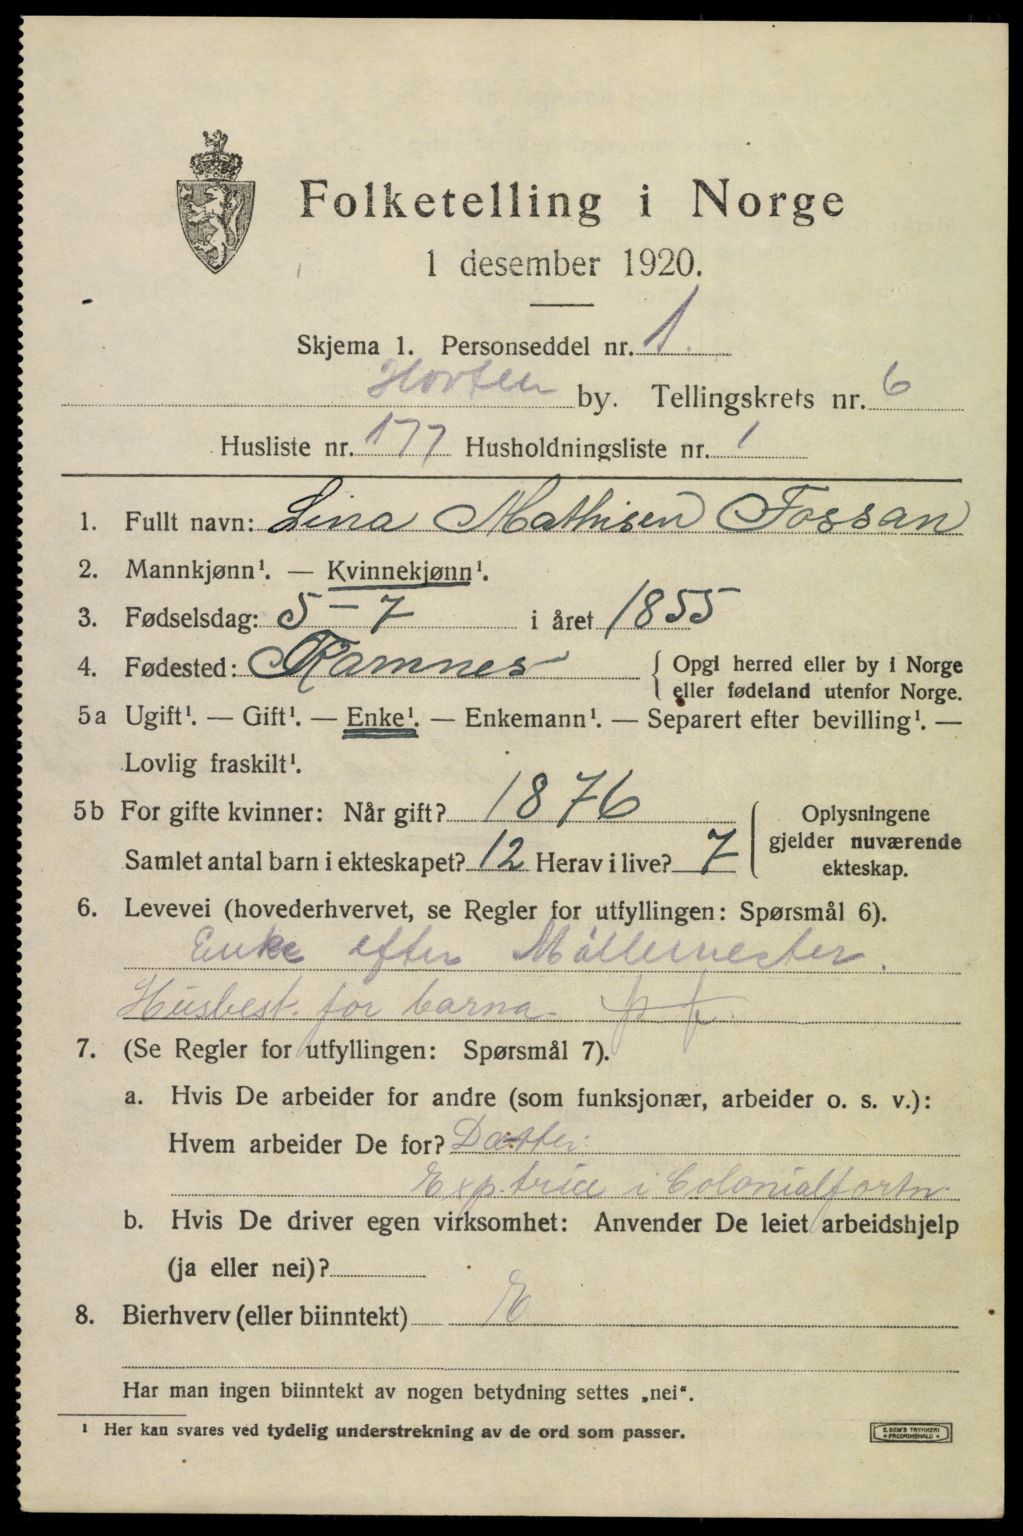 Folketelling i Norge
1 desember 1920.
Skjema 1. Personseddel nr. 1.
Horten by. Tellingskrets nr. 6
Husliste nr. 177 Husholdningsliste nr. 1
1. Fullt navn: Lina Mathisen Fossan
2. Mannkjønn¹. — Kvinnekjønn¹.
3. Fødselsdag: 5 – 7 i året 1855
4. Fødested: Ramnes { Opgi herred eller by i Norge
eller fødeland utenfor Norge.
5a Ugift¹. — Gift¹. — Enke¹. — Enkemann¹. — Separert efter bevilling¹. —
Lovlig fraskilt¹.
5b For gifte kvinner: Når gift? 1876
Samlet antal barn i ekteskapet? 12 Herav i live? 7
Oplysningene
gjelder nuværende
ekteskap.
6. Levevei (hovederhvervet, se Regler for utfyllingen: Spørsmål 6).
Enke efter Möllemester.
Husbest. for barna.
7. (Se Regler for utfyllingen: Spørsmål 7).
a. Hvis De arbeider for andre (som funksjonær, arbeider o. s. v.):
Hvem arbeider De for? Datter:
Exp.trice i Colonialfortn
b. Hvis De driver egen virksomhet: Anvender De leiet arbeidshjelp
(ja eller nei)?
8. Bierhverv (eller biinntekt) E
Har man ingen biinntekt av nogen betydning settes „nei“.
¹ Her kan svares ved tydelig understrekning av de ord som passer.
E. SEM'S TRYKKERI
FREDRIKSHALD